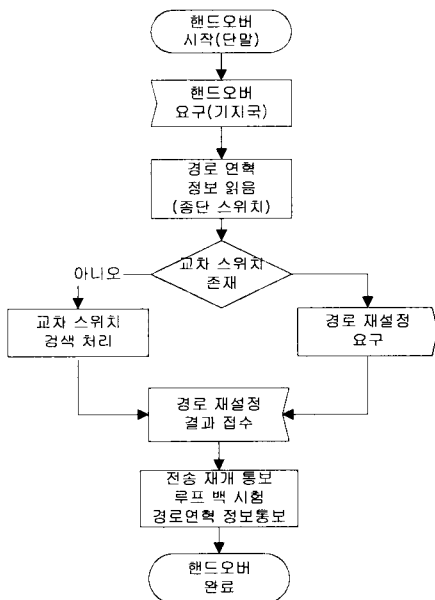 핸드오버
시작(단말)
핸드오버
요구(기지국)
경로 연혁
정보 읽음
(종단 스위치)
교차 스위치
존재
아니오
교차 스위치
검색 처리
경로 재설정
요구
경로 재설정
결과 접수
전송 재개 통보
루프 백 시험
경로연혁 정보통보
핸드오버
완료